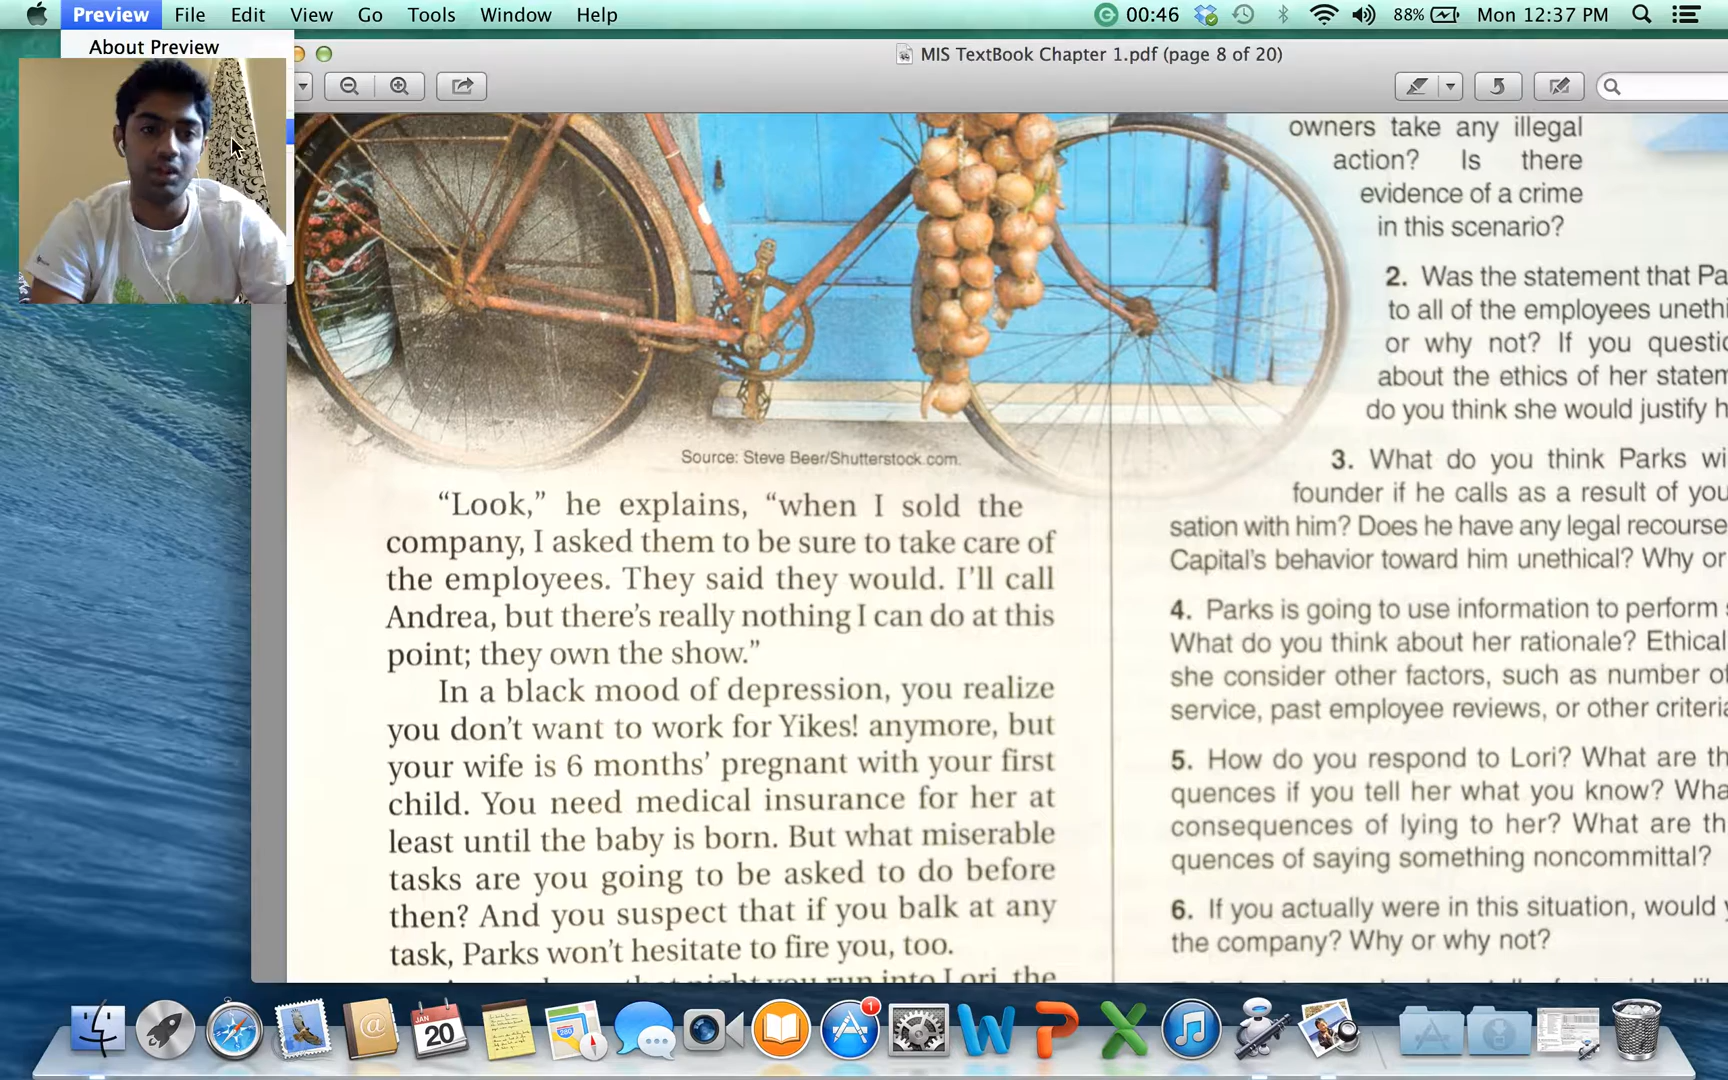 Preview File Edit View Go Tools Window Help 00:46 88% Mon 12:37 PM
About Preview
MIS TextBook Chapter 1.pdf (page 8 of 20)
owners take any illegal
action? Is there
evidence of a crime
in this scenario?
2. Was the statement that Pa
to all of the employees unethi
or why not? If you questi
about the ethics of her statem
do you think she would justify h
3. What do you think Parks wi
founder if he calls as a result of you
sation with him? Does he have any legal recourse
Capital's behavior toward him unethical? Why or
4. Parks is going to use information to perform
What do you think about her rationale? Ethical
she consider other factors, such as number of
service, past employee reviews, or other criteria
5. How do you respond to Lori? What are th
quences if you tell her what you know? Wha
consequences of lying to her? What are th
quences of saying something noncommittal?
6. If you actually were in this situation, would
the company? Why or why not?
Source: Steve Beer/Shutterstock.com.
“Look,” he explains, “when I sold the
company, I asked them to be sure to take care of
the employees. They said they would. I'll call
Andrea, but there's really nothing I can do at this
point; they own the show.”
In a black mood of depression, you realize
you don't want to work for Yikes! anymore, but
your wife is 6 months' pregnant with your first
child. You need medical insurance for her at
least until the baby is born. But what miserable
tasks are you going to be asked to do before
then? And you suspect that if you balk at any
task, Parks won't hesitate to fire you, too.
that night you run into Lori, the
JAN
20
1